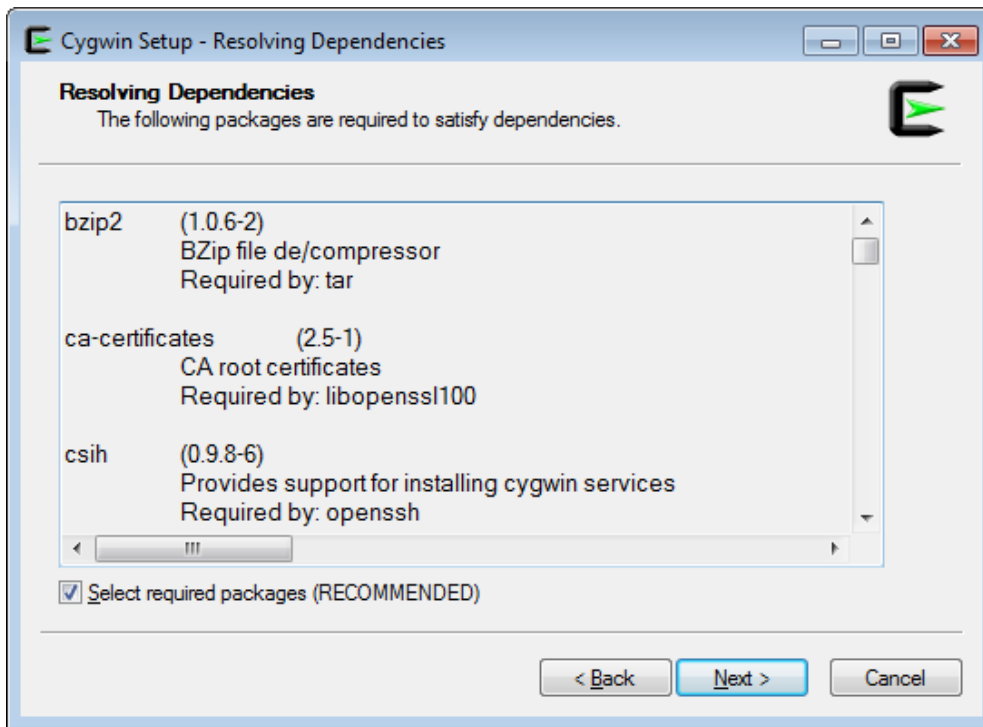 Cygwin Setup - Resolving Dependencies
Resolving Dependencies
The following packages are required to satisfy dependencies.
bzip2 (1.0.6-2)
BZip file de/compressor
Required by: tar
ca-certificates (2.5-1)
CA root certificates
Required by: libopenssl100
csih (0.9.8-6)
Provides support for installing cygwin services
Required by: openssh
Select required packages (RECOMMENDED)
< Back Next > Cancel